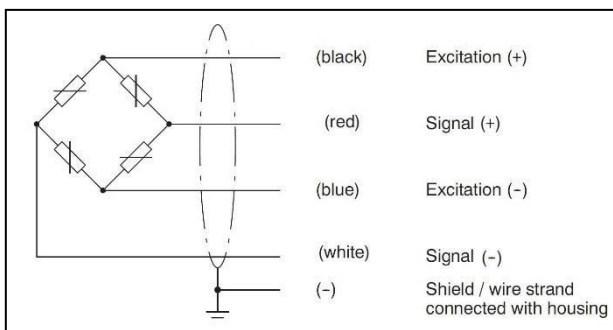 (black) Excitation (+)
(red) Signal (+)
(blue) Excitation (−)
(white) Signal (−)
(−) Shield / wire strand
connected with housing